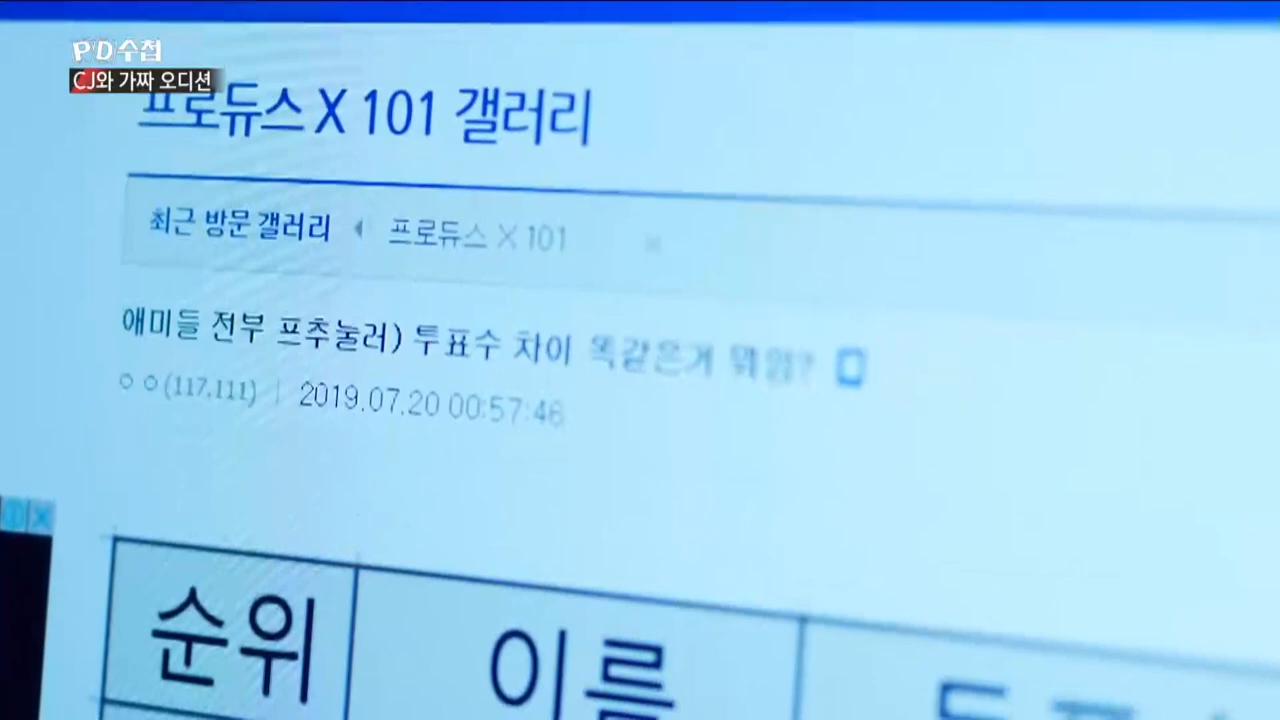 PD수첩
CJ와 가짜 오디션
프로듀스 X 101 갤러리
최근 방문 갤러리 프로듀스 X 101
애미들 전부 프추눌러) 투표수 차이 똑같은거 뭐임?
ㅇㅇ(117.111) | 2019.07.20 00:57:46
순위 이름